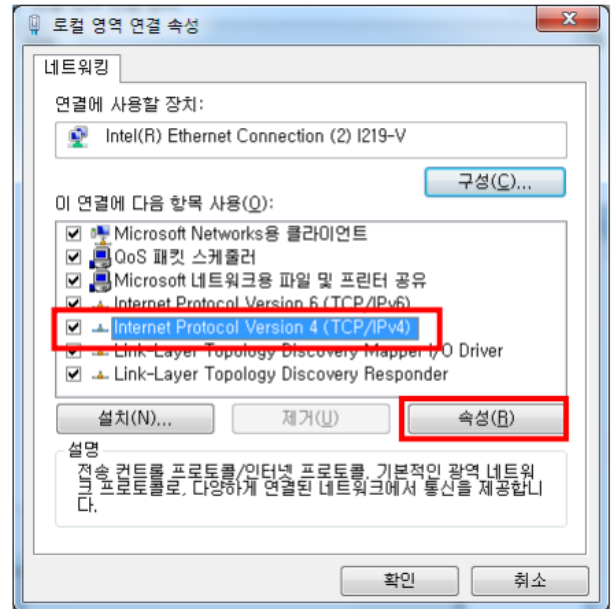 로컬 영역 연결 속성
네트워킹
연결에 사용할 장치:
Intel(R) Ethernet Connection (2) I219-V
구성(C)...
이 연결에 다음 항목 사용(O):
Microsoft Networks용 클라이언트
QoS 패킷 스케줄러
Microsoft 네트워크용 파일 및 프린터 공유
Internet Protocol Version 6 (TCP/IPv6)
Internet Protocol Version 4 (TCP/IPv4)
Link-Layer Topology Discovery Mapper I/O Driver
Link-Layer Topology Discovery Responder
설치(N)... 제거(U) 속성(R)
설명
전송 컨트롤 프로토콜/인터넷 프로토콜. 기본적인 광역 네트워
크 프로토콜로, 다양하게 연결된 네트워크에서 통신을 제공합니
다.
확인 취소